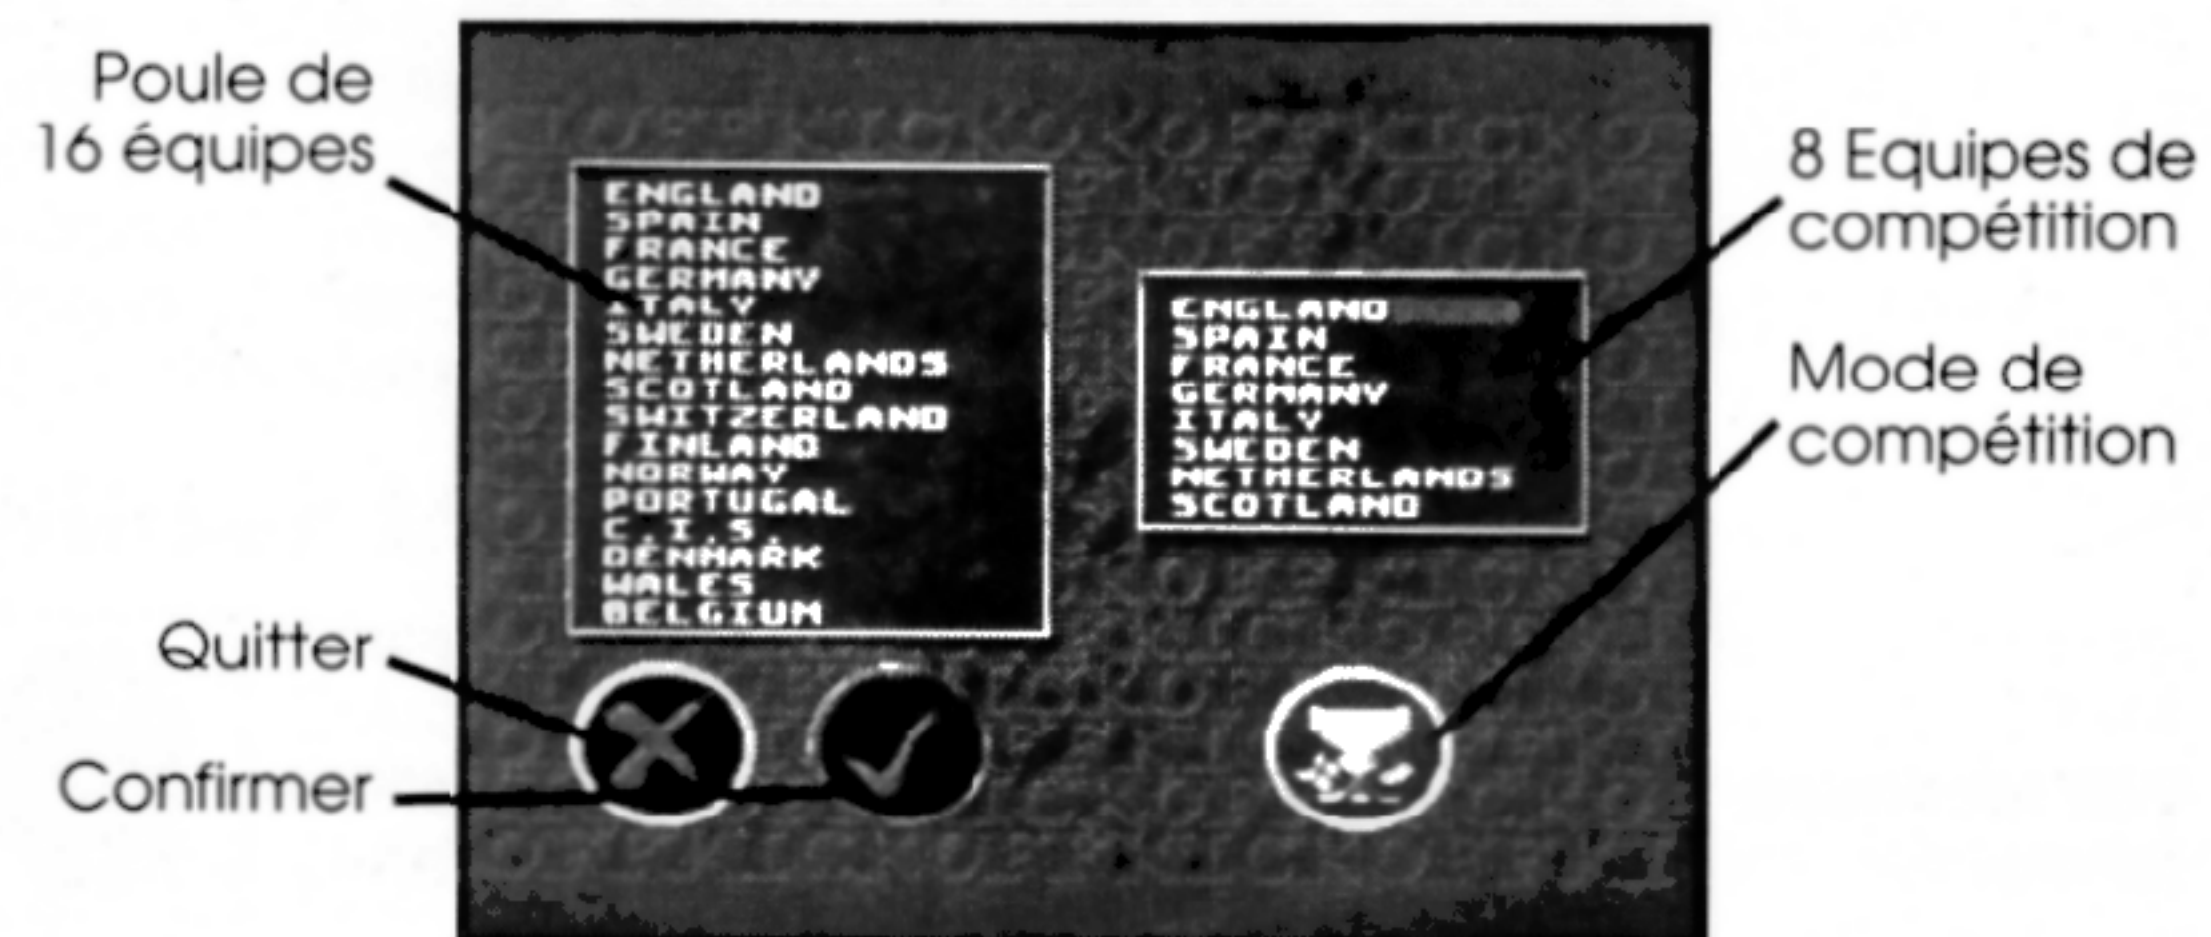 Poule de
16 équipes
ENGLAND
SPAIN
FRANCE
GERMANY
ITALY
SWEDEN
NETHERLANDS
SCOTLAND
SWITZERLAND
FINLAND
NORWAY
PORTUGAL
C.I.S.
DENMARK
WALES
BELGIUM
Quitter
Confirmer
8 Equipes de
compétition
ENGLAND
SPAIN
FRANCE
GERMANY
ITALY
SWEDEN
NETHERLANDS
SCOTLAND
Mode de
compétition